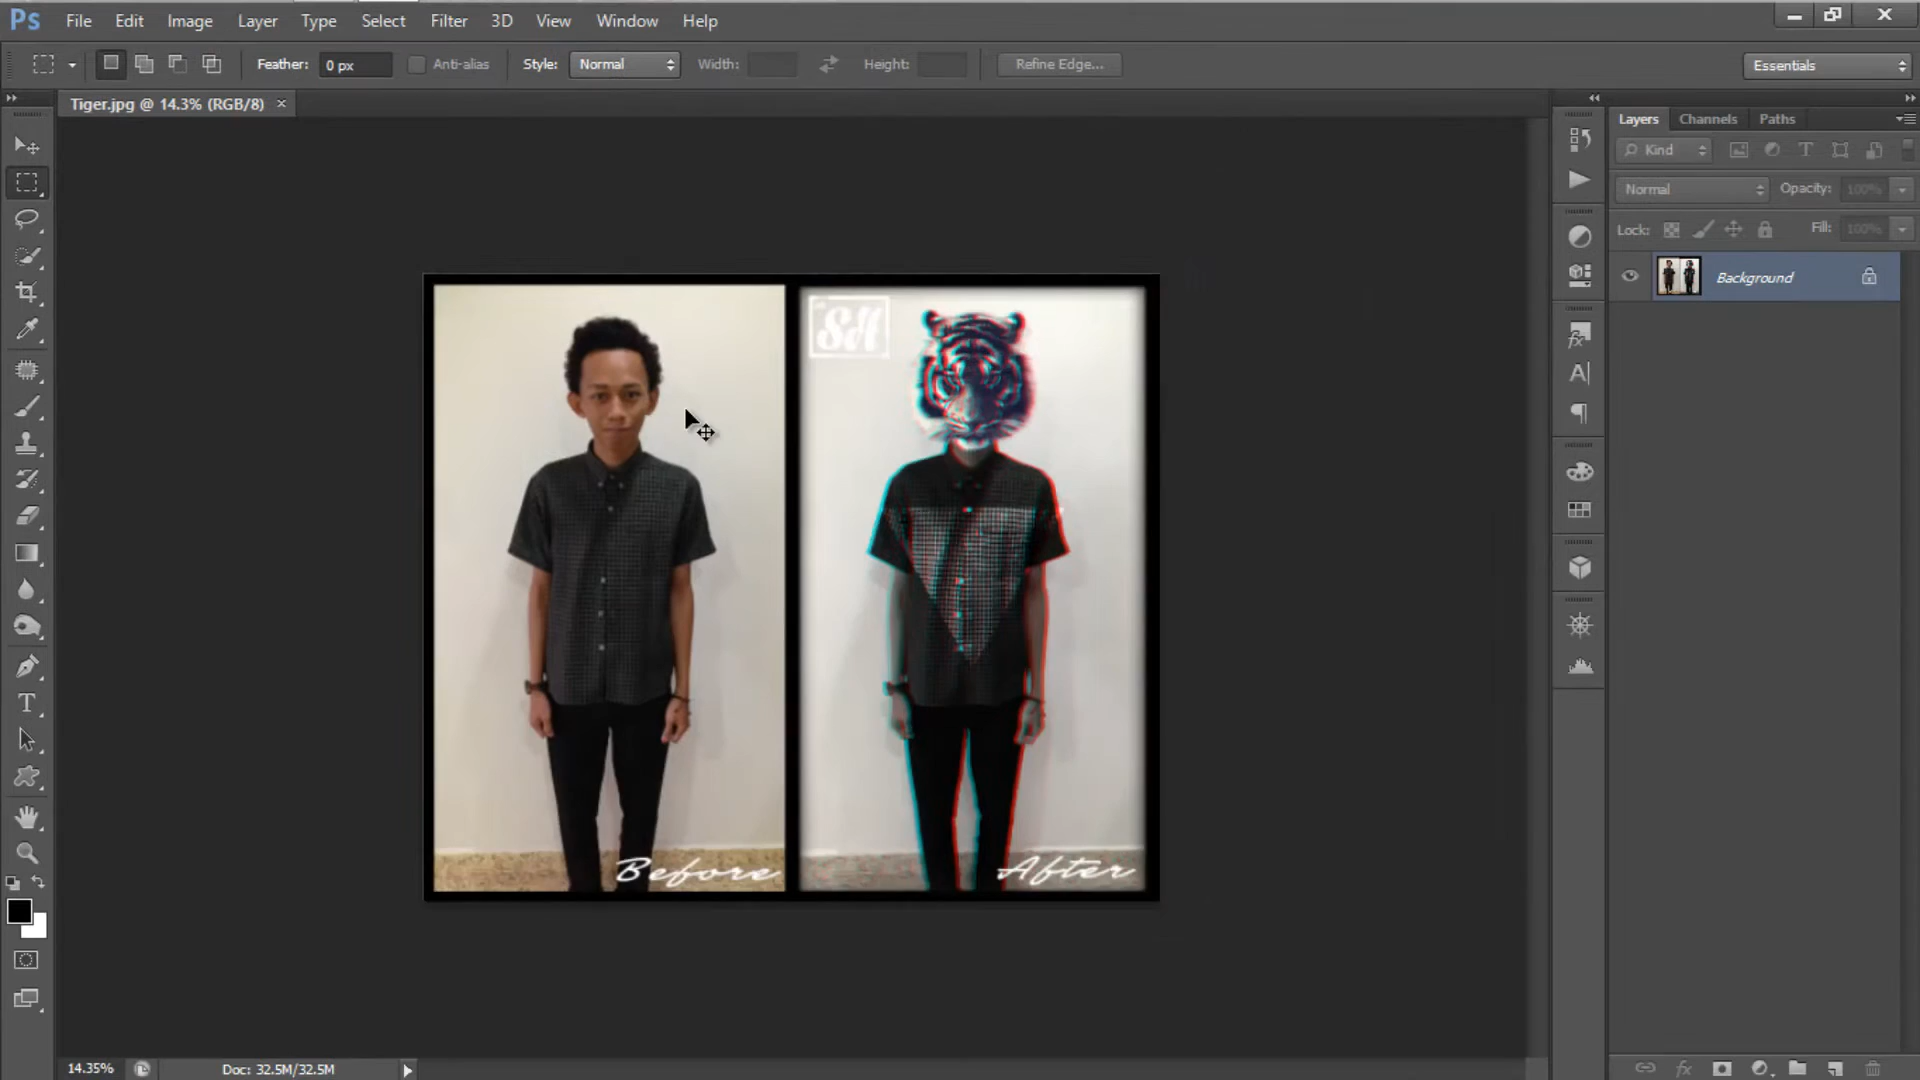 Ps File Edit Image Layer Type Select Filter 3D View Window Help
Feather: 0 px Anti-alias Style: Normal Width: Height: Refine Edge... Essentials
Tiger.jpg @ 14.3% (RGB/8) ×
Layers Channels Paths
Kind
Normal Opacity: 100%
Lock: Fill: 100%
Background
SH
Before
After
14.35% Doc: 32.5M/32.5M